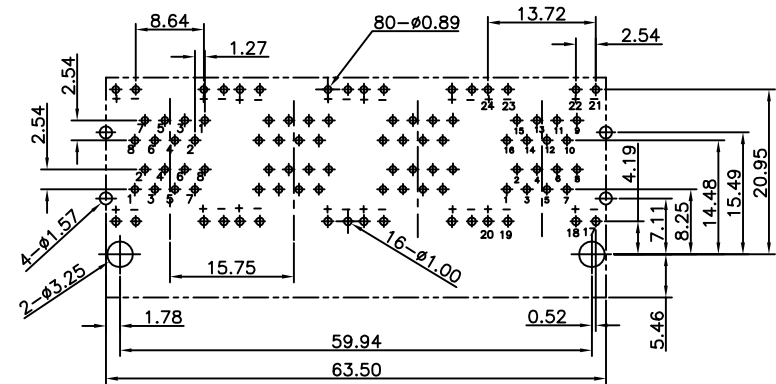 8.64
80-ø0.89
13.72
1.27
2.54
2.54
2.54
+ - + - + - + - + - + - + - + -
24 23 22 21
7 5 3 1
15 13 11 9
8 6 4 2
16 14 12 10
2 4 6 8
2 4 6 8
1 3 5 7
1 3 5 7
+ - + - + - + - + - + - + - + -
20 19 18 17
4.19
7.11
8.25
14.48
15.49
20.95
4-ø1.57
2-ø3.25
15.75
16-ø1.00
1.78
0.52
5.46
59.94
63.50